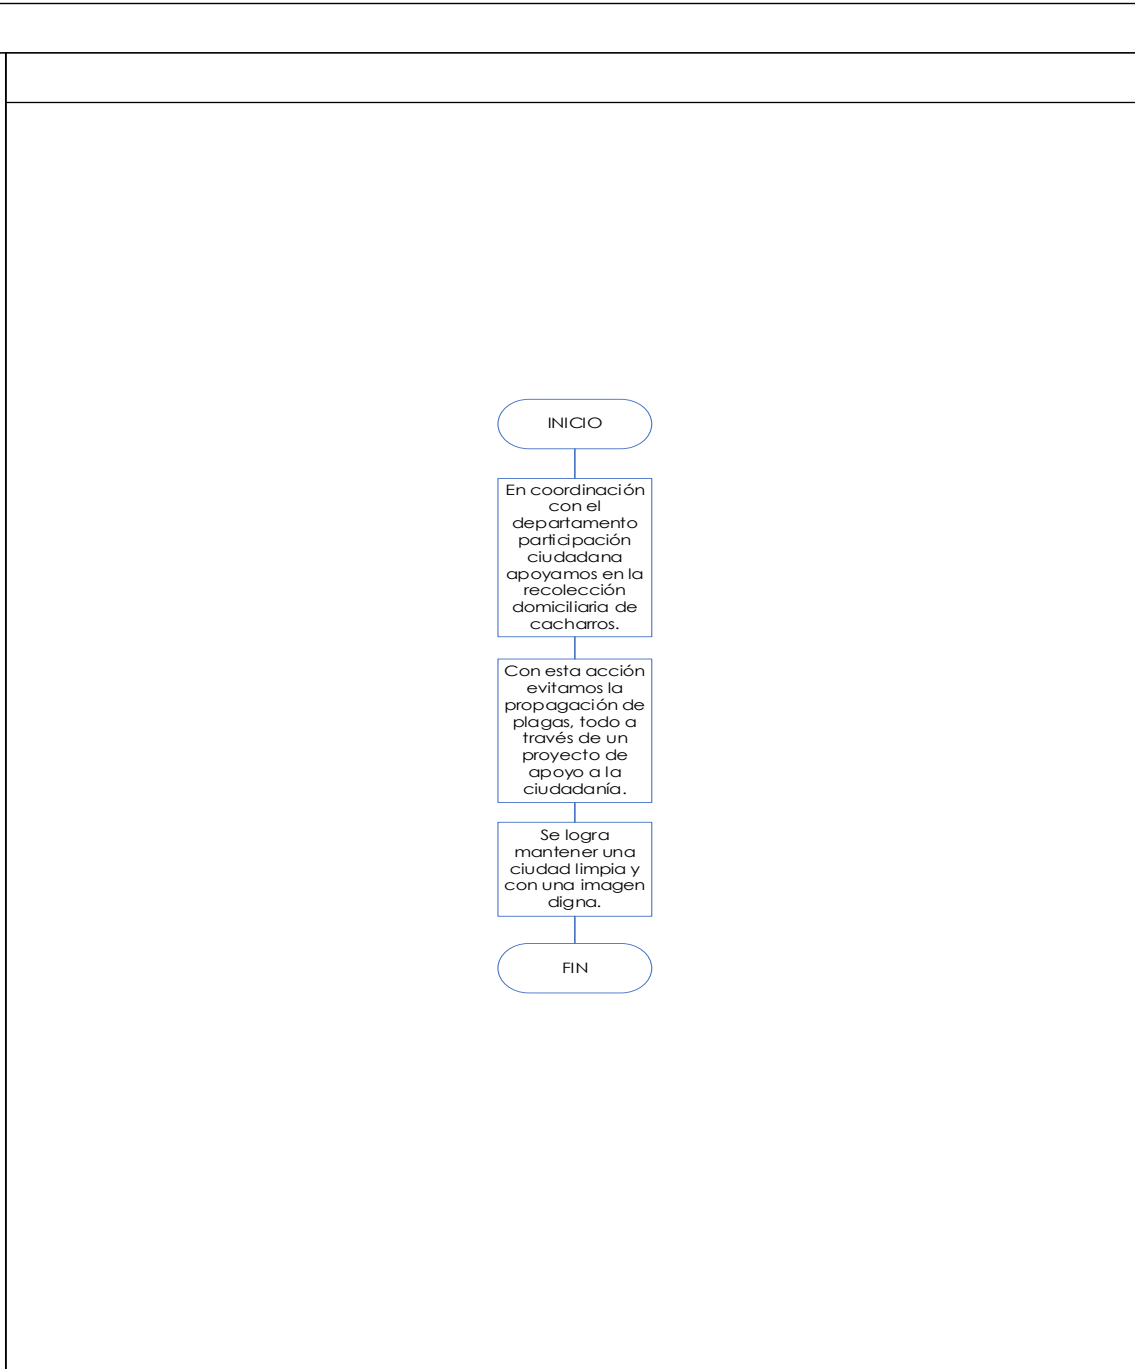 INICIO
En coordinación
con el
departamento
participación
ciudadana
apoyamos en la
recolección
domiciliaria de
cacharros.
Con esta acción
evitamos la
propagación de
plagas, todo a
través de un
proyecto de
apoyo a la
ciudadanía.
Se logra
mantener una
ciudad limpia y
con una imagen
digna.
FIN